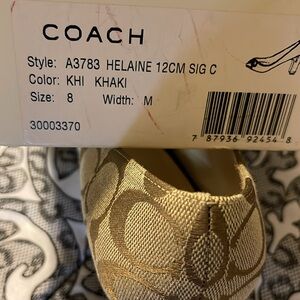 COACH
Style: A3783 HELAINE 12CM SIG C
Color: KHI KHAKI
Size: 8 Width: M
30003370
7 87936 92454 8